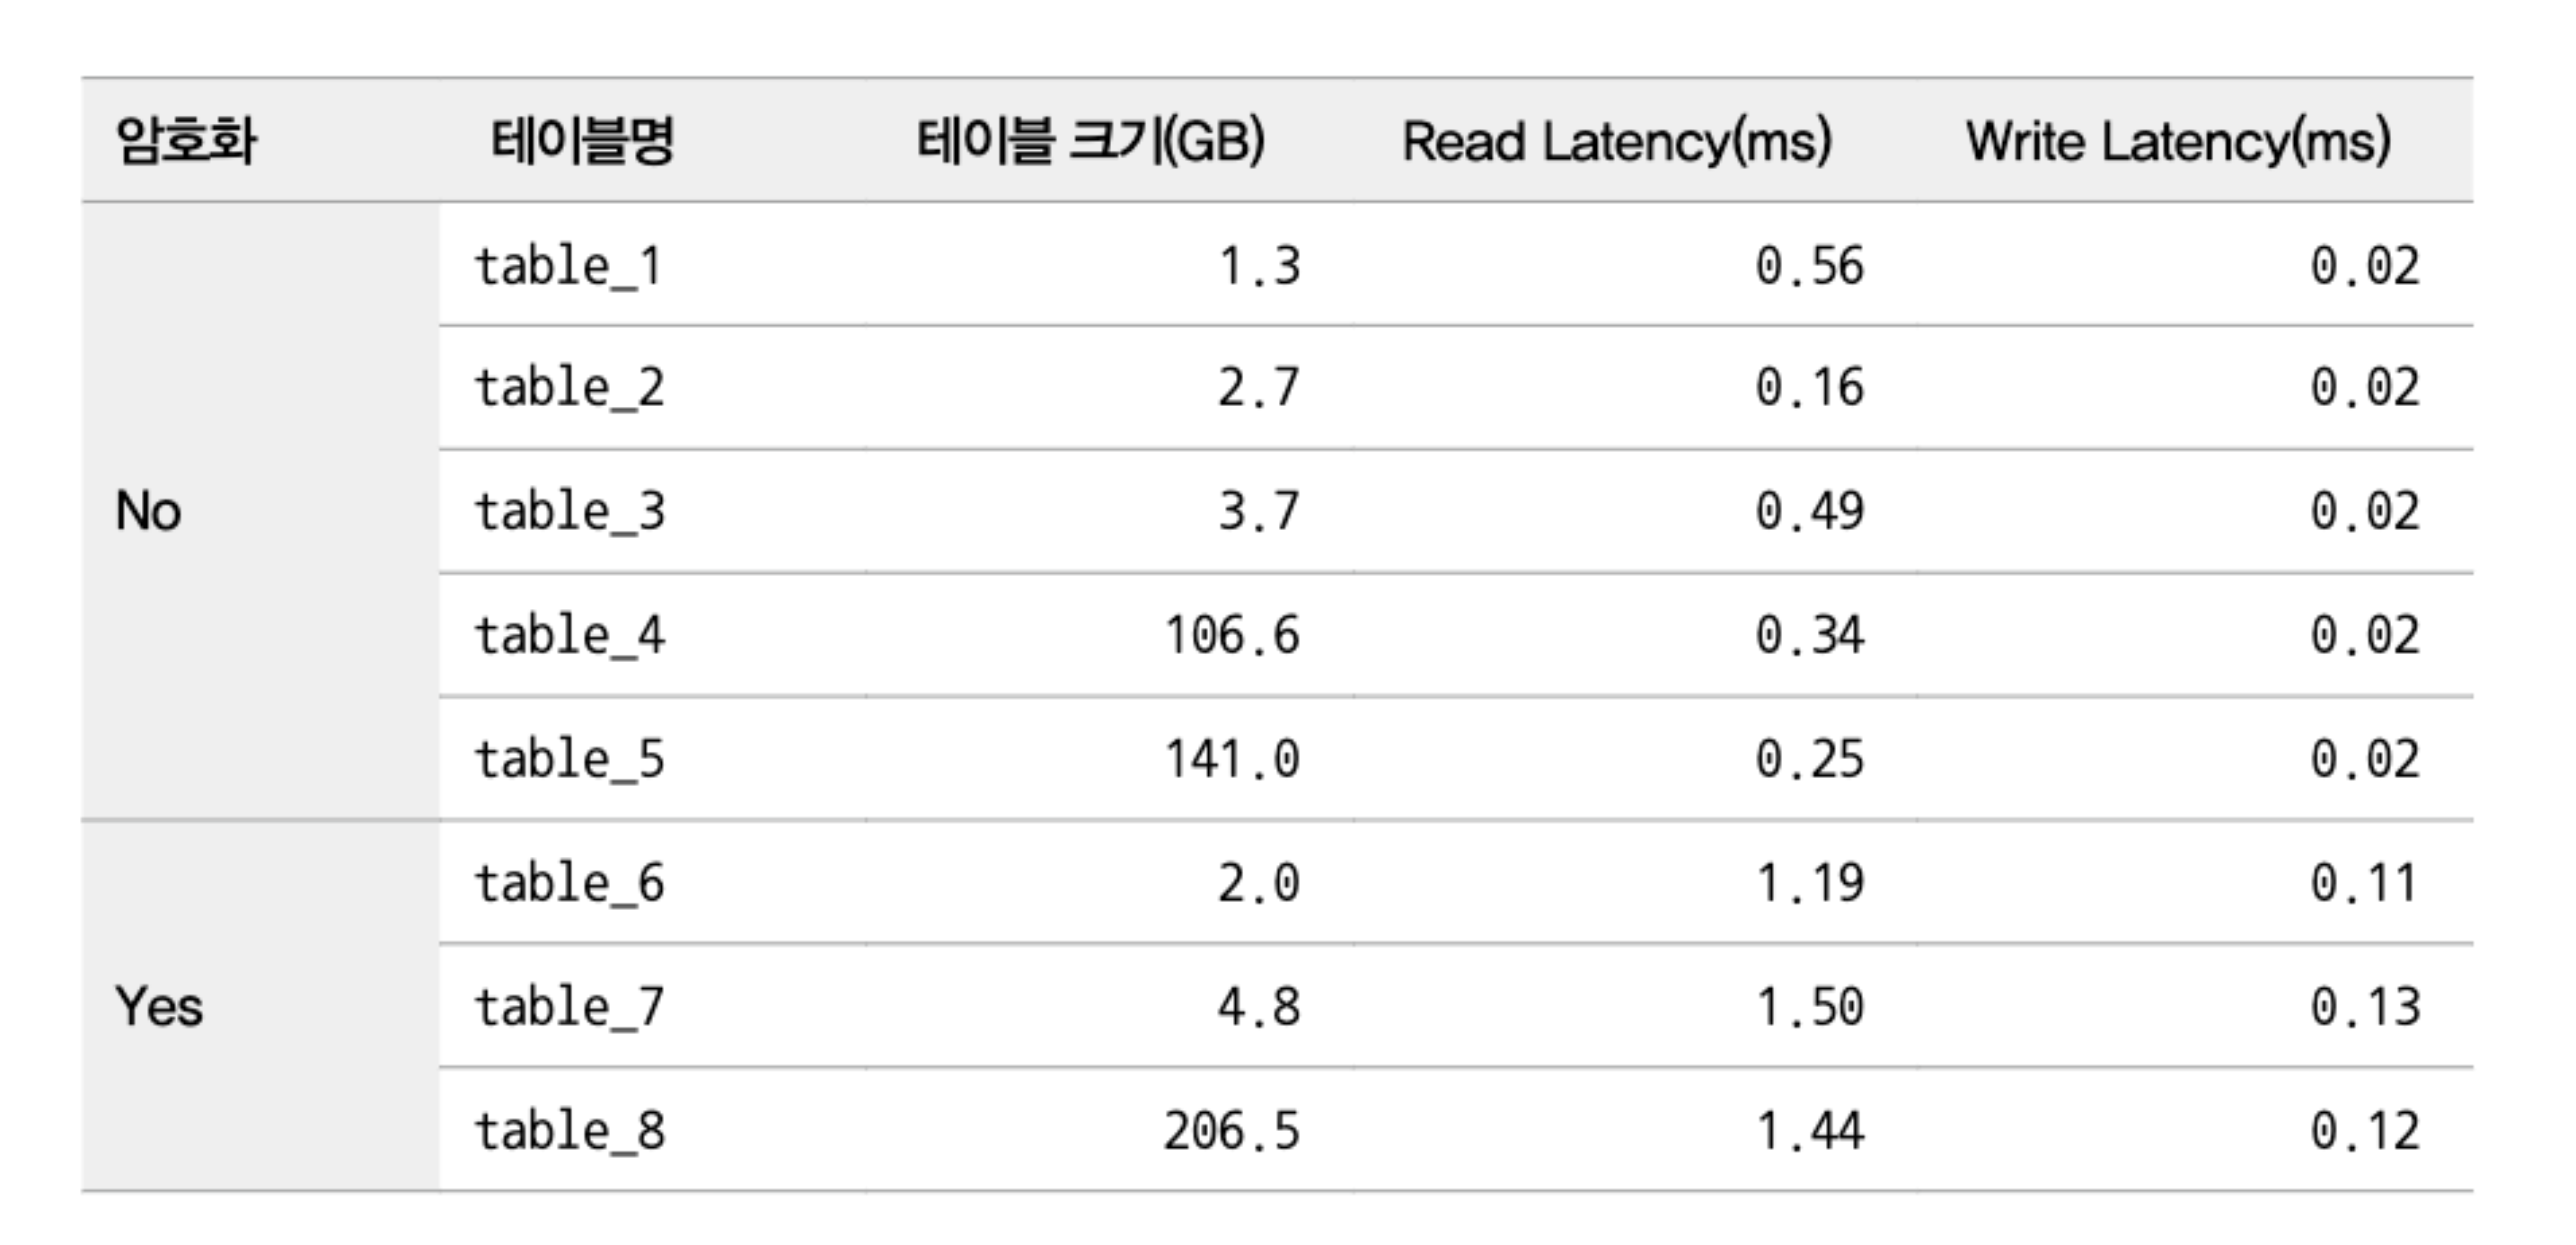 암호화 테이블명 테이블 크기(GB) Read Latency(ms) Write Latency(ms)
table_1 1.3 0.56 0.02
table_2 2.7 0.16 0.02
No table_3 3.7 0.49 0.02
table_4 106.6 0.34 0.02
table_5 141.0 0.25 0.02
table_6 2.0 1.19 0.11
Yes table_7 4.8 1.50 0.13
table_8 206.5 1.44 0.12